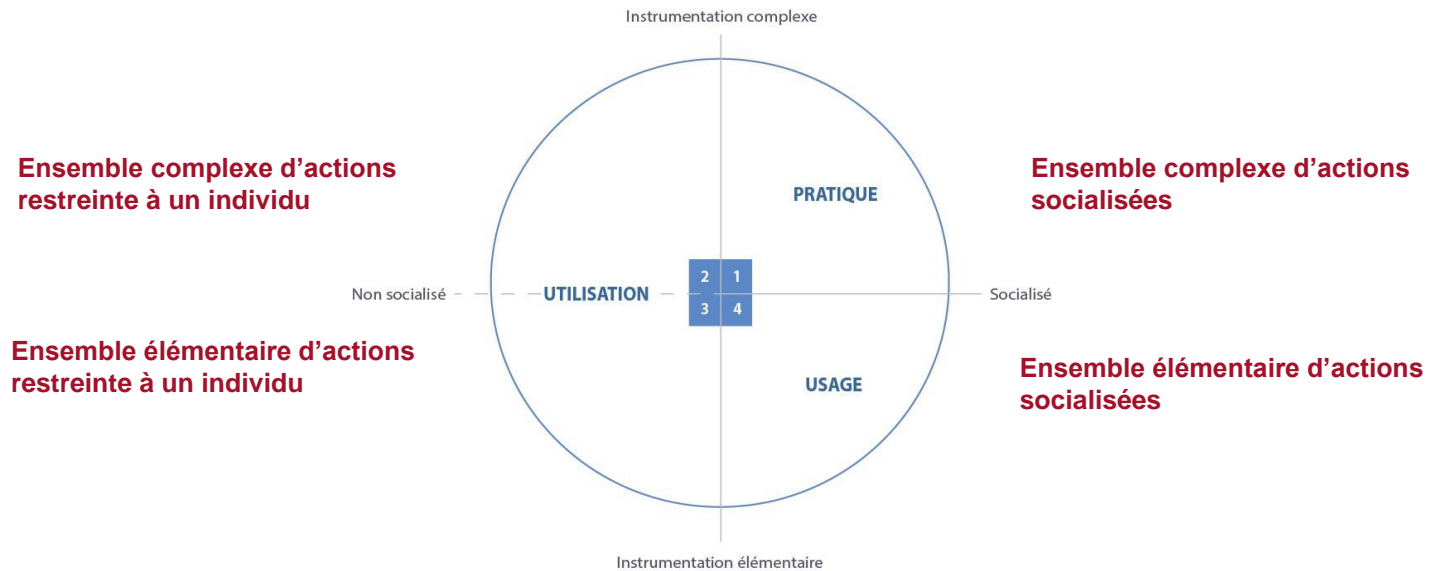 Instrumentation complexe
Ensemble complexe d’actions
restreinte à un individu
PRATIQUE
Ensemble complexe d’actions
socialisées
2 1
Non socialisé
UTILISATION
Socialisé
3 4
Ensemble élémentaire d’actions
restreinte à un individu
USAGE
Ensemble élémentaire d’actions
socialisées
Instrumentation élémentaire